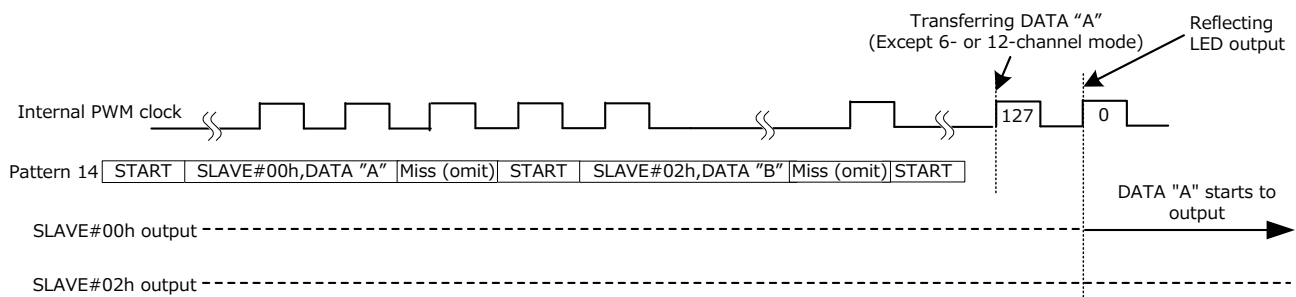 Transferring DATA “A”
(Except 6- or 12-channel mode)
Reflecting
LED output
Internal PWM clock
127
0
Pattern 14
START
SLAVE#00h,DATA ”A”
Miss (omit)
START
SLAVE#02h,DATA ”B”
Miss (omit)
START
DATA "A" starts to
output
SLAVE#00h output
SLAVE#02h output